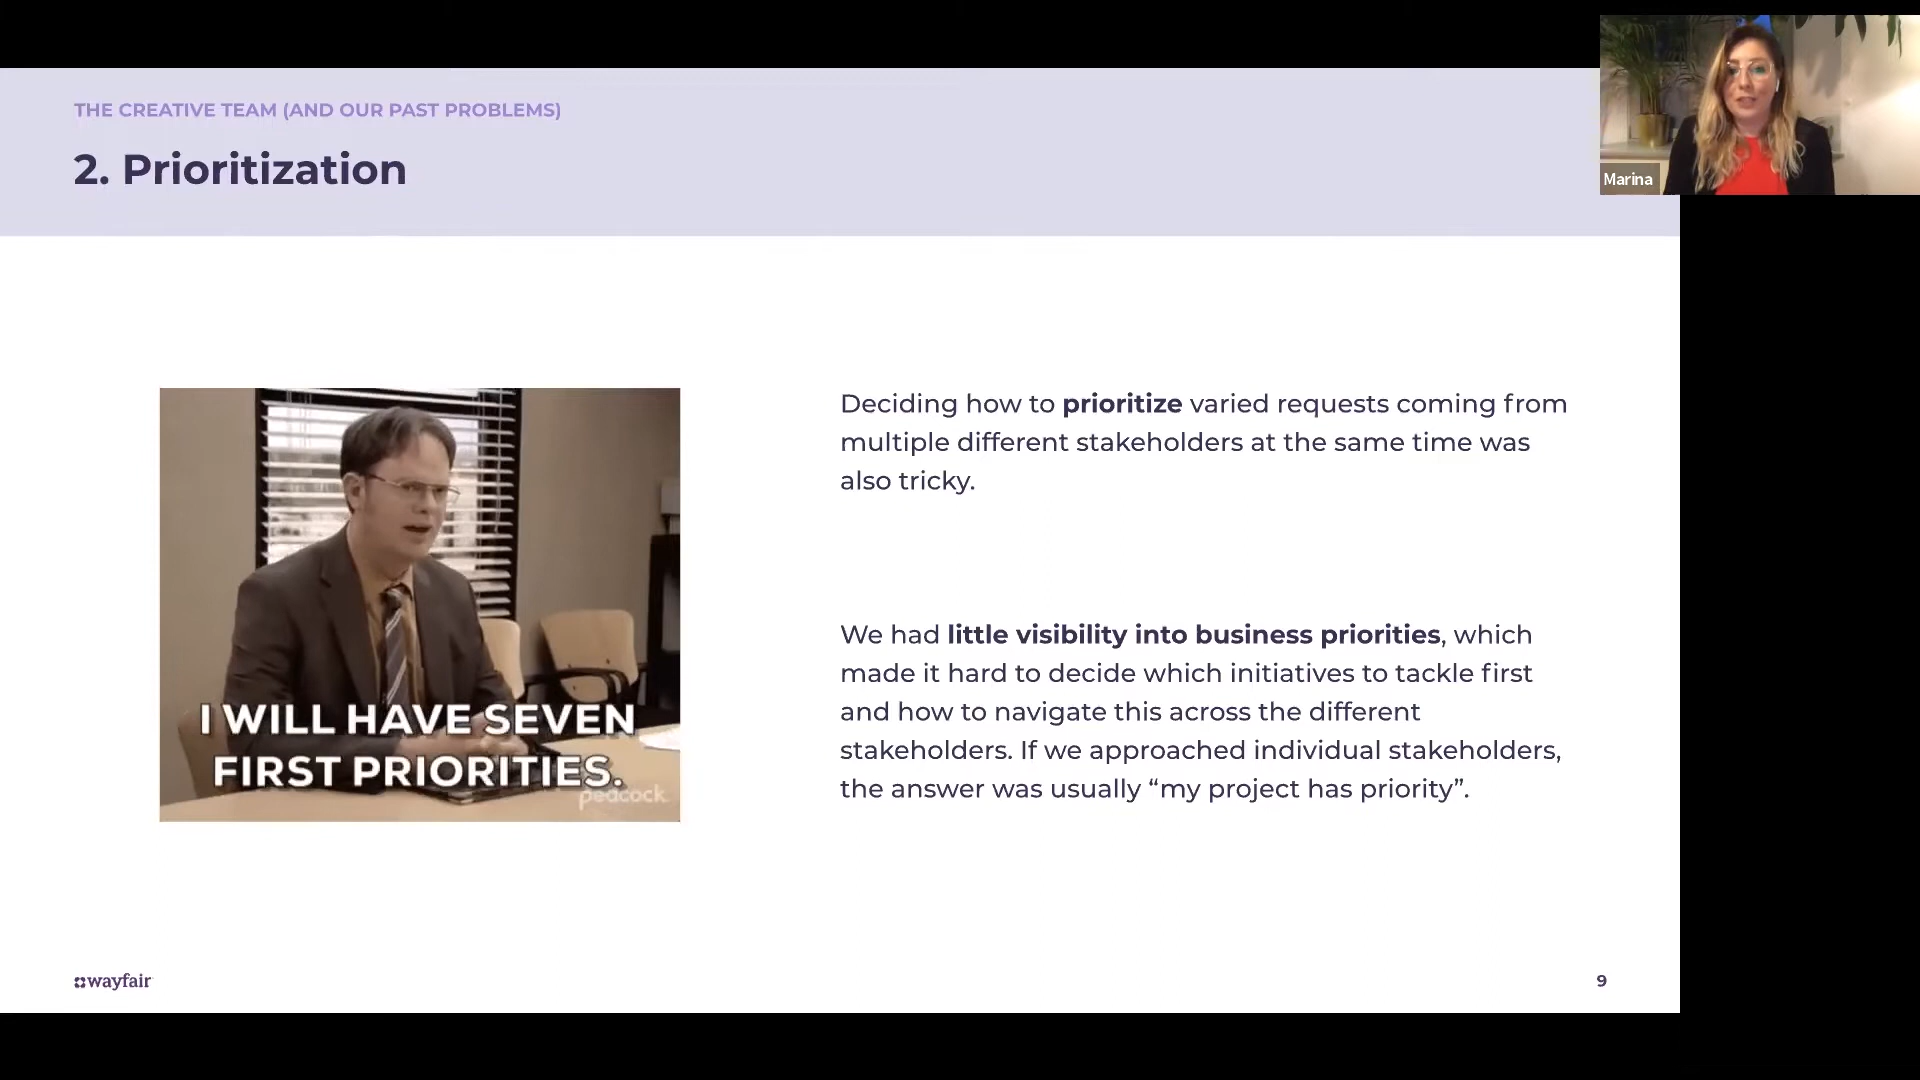 THE CREATIVE TEAM (AND OUR PAST PROBLEMS)
2. Prioritization
Marina
I WILL HAVE SEVEN
FIRST PRIORITIES.
peacock
Deciding how to prioritize varied requests coming from
multiple different stakeholders at the same time was
also tricky.
We had little visibility into business priorities, which
made it hard to decide which initiatives to tackle first
and how to navigate this across the different
stakeholders. If we approached individual stakeholders,
the answer was usually “my project has priority”.
wayfair
9